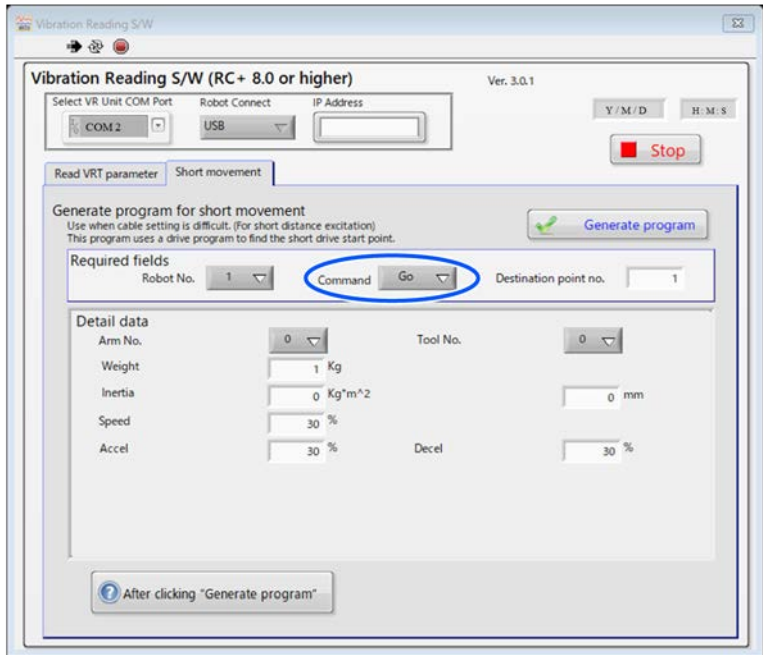 Vibration Reading S/W
Vibration Reading S/W (RC+ 8.0 or higher)
Ver. 3.0.1
Select VR Unit COM Port
Robot Connect
IP Address
COM2
USB
Y/M/D
H:M:S
Stop
Read VRT parameter
Short movement
Generate program for short movement
Use when cable setting is difficult. (For short distance excitation)
This program uses a drive program to find the short drive start point.
Generate program
Required fields
Robot No. 1
Command Go
Destination point no. 1
Detail data
Arm No. 0
Tool No. 0
Weight 1 Kg
Inertia 0 Kg*m^2
0 mm
Speed 30 %
Accel 30 %
Decel 30 %
? After clicking "Generate program"